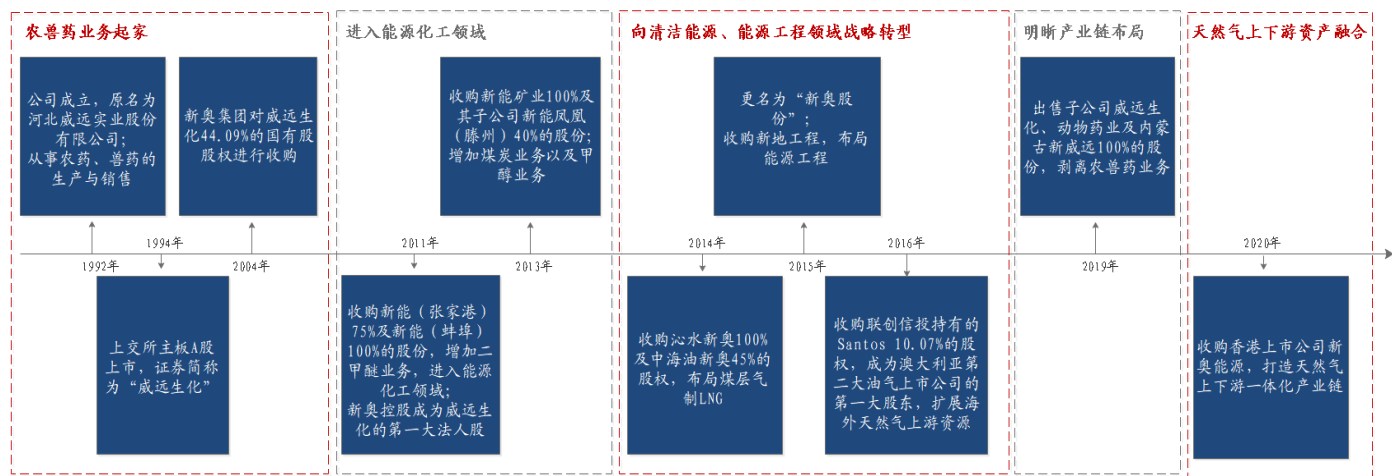 农兽药业务起家
公司成立，原名为
河北威远实业股份
有限公司；
从事农药、兽药的
生产与销售
新奥集团对威远生
化44.09%的国有股
股权进行收购
1992年
1994年
2004年
上交所主板A股
上市，证券简称
为“威远生化”
进入能源化工领域
收购新能矿业100%及
其子公司新能凤凰
（滕州）40%的股份；
增加煤炭业务以及甲
醇业务
2011年
2013年
收购新能（张家港）
75%及新能（蚌埠）
100%的股份，增加二
甲醚业务，进入能源
化工领域；
新奥控股成为威远生
化的第一大法人股
向清洁能源、能源工程领域战略转型
更名为“新奥股
份”；
收购新地工程，布局
能源工程
2014年
2015年
2016年
收购沁水新奥100%
及中海油新奥45%的
股权，布局煤层气
制LNG
收购联创信投持有的
Santos 10.07%的股
权，成为澳大利亚第
二大油气上市公司的
第一大股东，扩展海
外天然气上游资源
明晰产业链布局
出售子公司威远生
化、动物药业及内蒙
古新威远100%的股
份，剥离农兽药业务
2019年
天然气上下游资产融合
2020年
收购香港上市公司新
奥能源，打造天然气
上下游一体化产业链